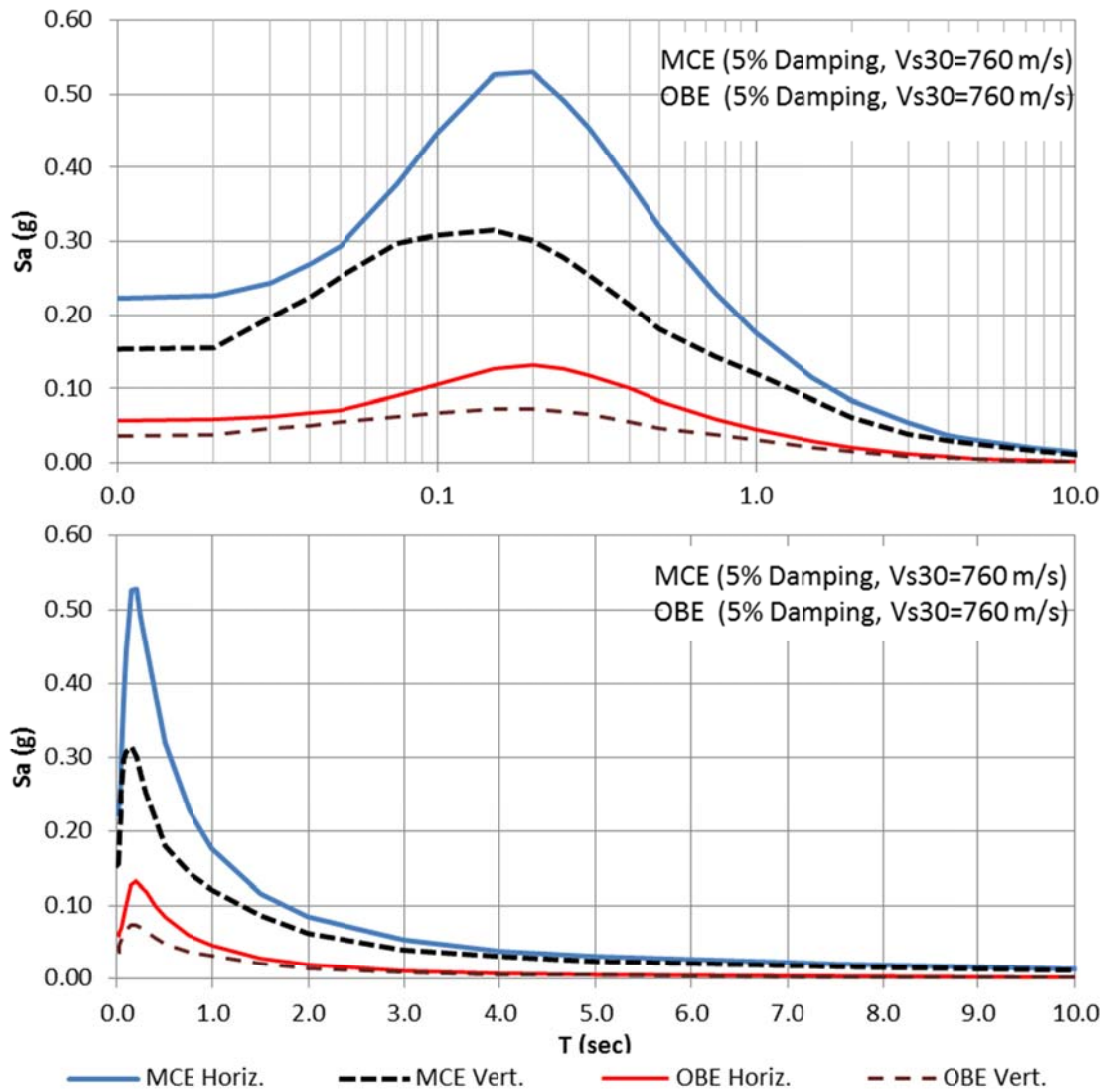 0.60
MCE (5% Damping, Vs30=760 m/s)
OBE (5% Damping, Vs30=760 m/s)
0.50
0.40
0.30
0.20
0.10
0.00
Sa (g)
0.0 0.1 1.0 10.0
0.60
MCE (5% Damping, Vs30=760 m/s)
OBE (5% Damping, Vs30=760 m/s)
0.50
0.40
0.30
0.20
0.10
0.00
Sa (g)
0.0 1.0 2.0 3.0 4.0 5.0 6.0 7.0 8.0 9.0 10.0
T (sec)
MCE Horiz. MCE Vert. OBE Horiz. OBE Vert.